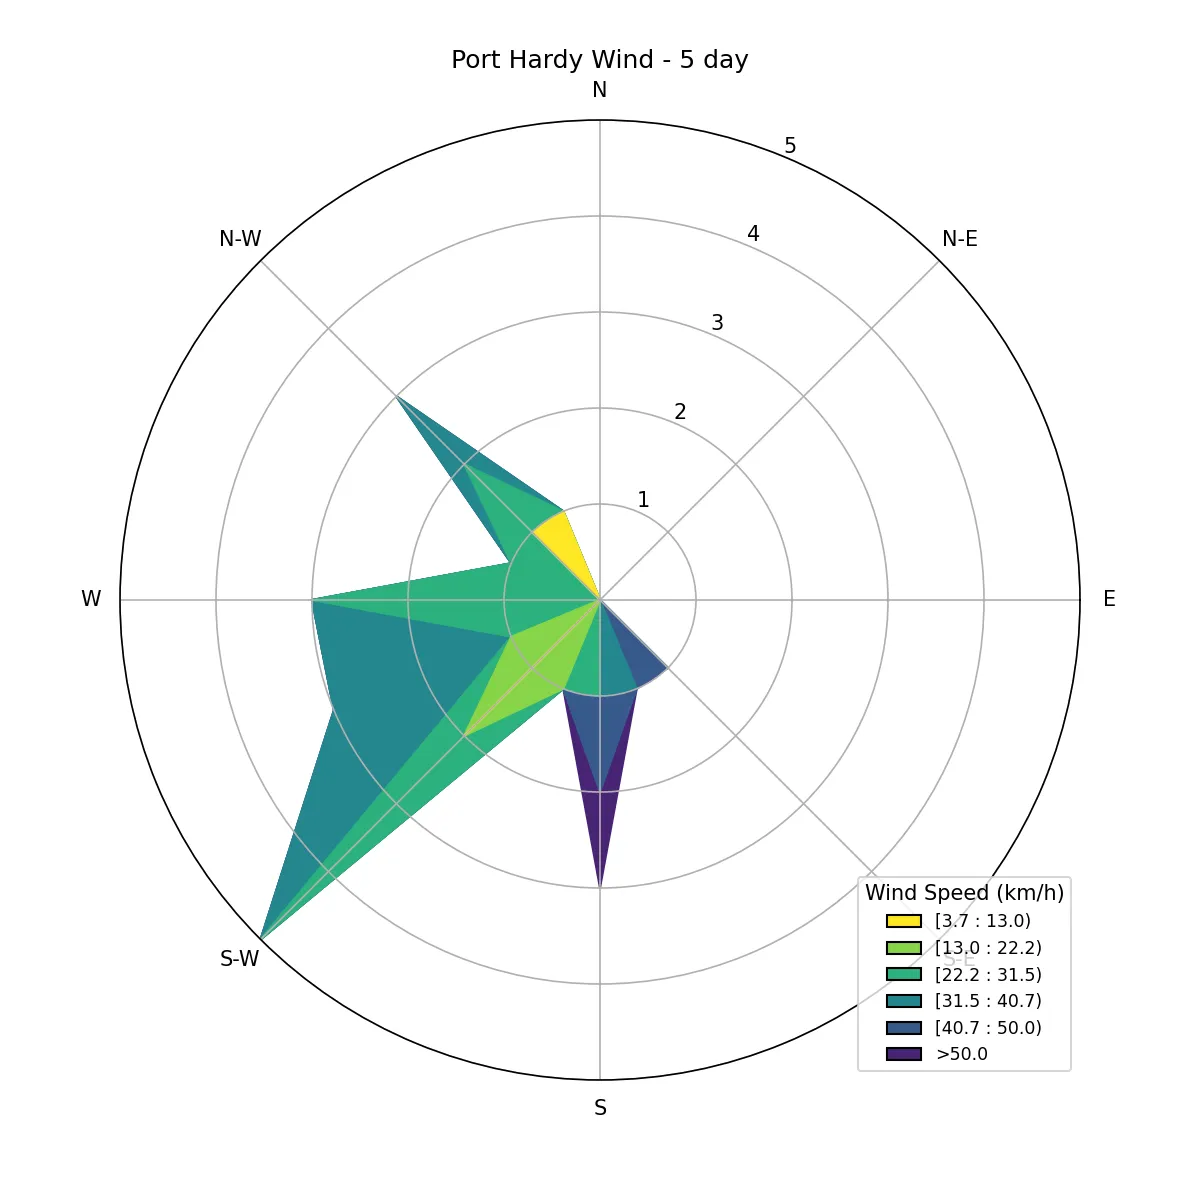 Port Hardy Wind - 5 day
N
5
N-W
4
N-E
3
2
1
W
E
Wind Speed (km/h)
[3.7 : 13.0)
[13.0 : 22.2)
[22.2 : 31.5)
[31.5 : 40.7)
[40.7 : 50.0)
>50.0
S-W
S-E
S